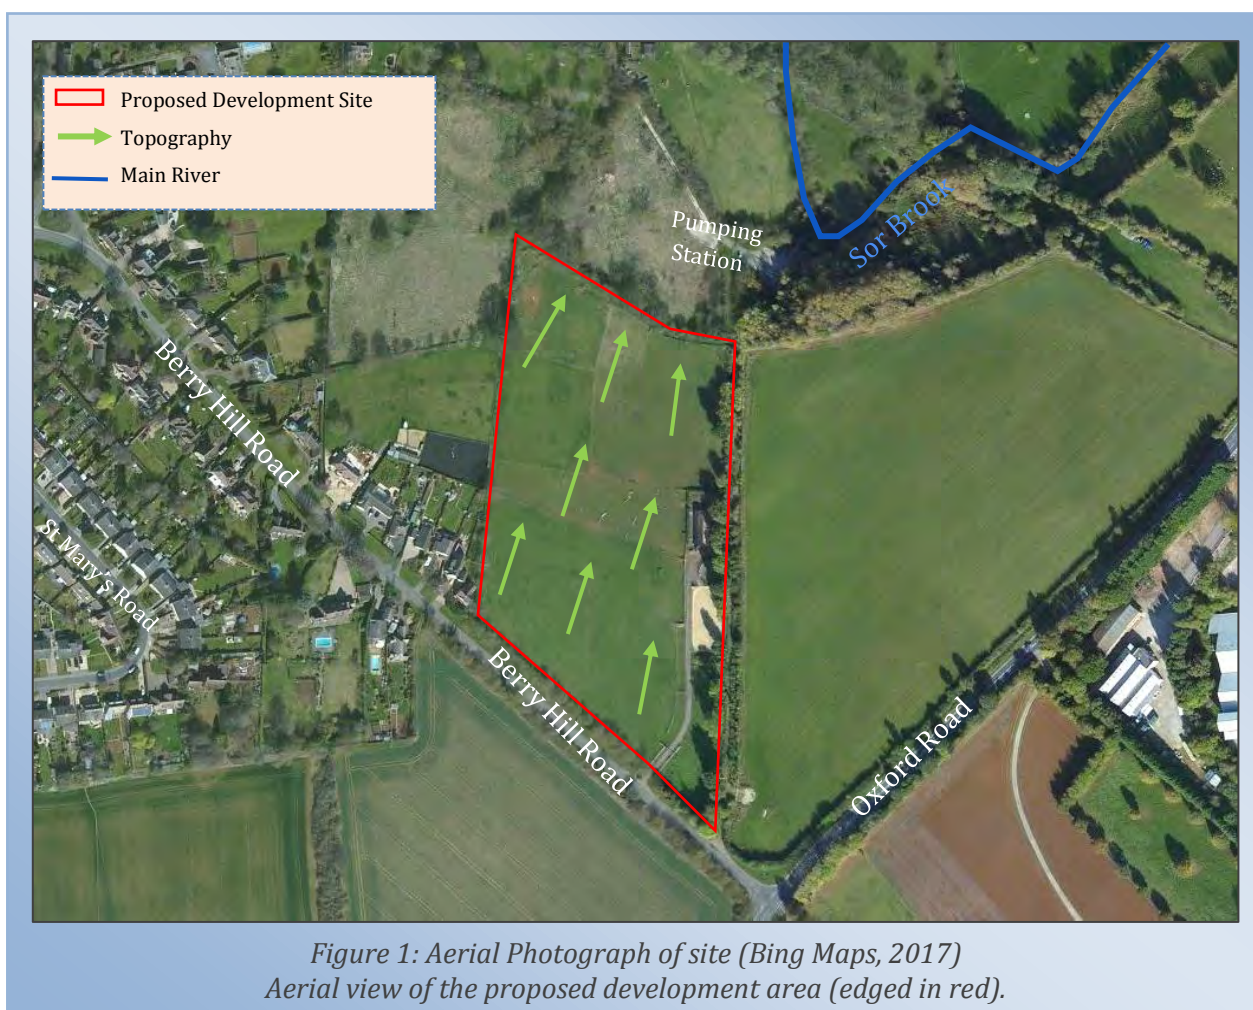 Proposed Development Site
Topography
Main River
Pumping
Station
Sor Brook
Berry Hill Road
St Mary's Road
Berry Hill Road
Oxford Road
Figure 1: Aerial Photograph of site (Bing Maps, 2017)
Aerial view of the proposed development area (edged in red).